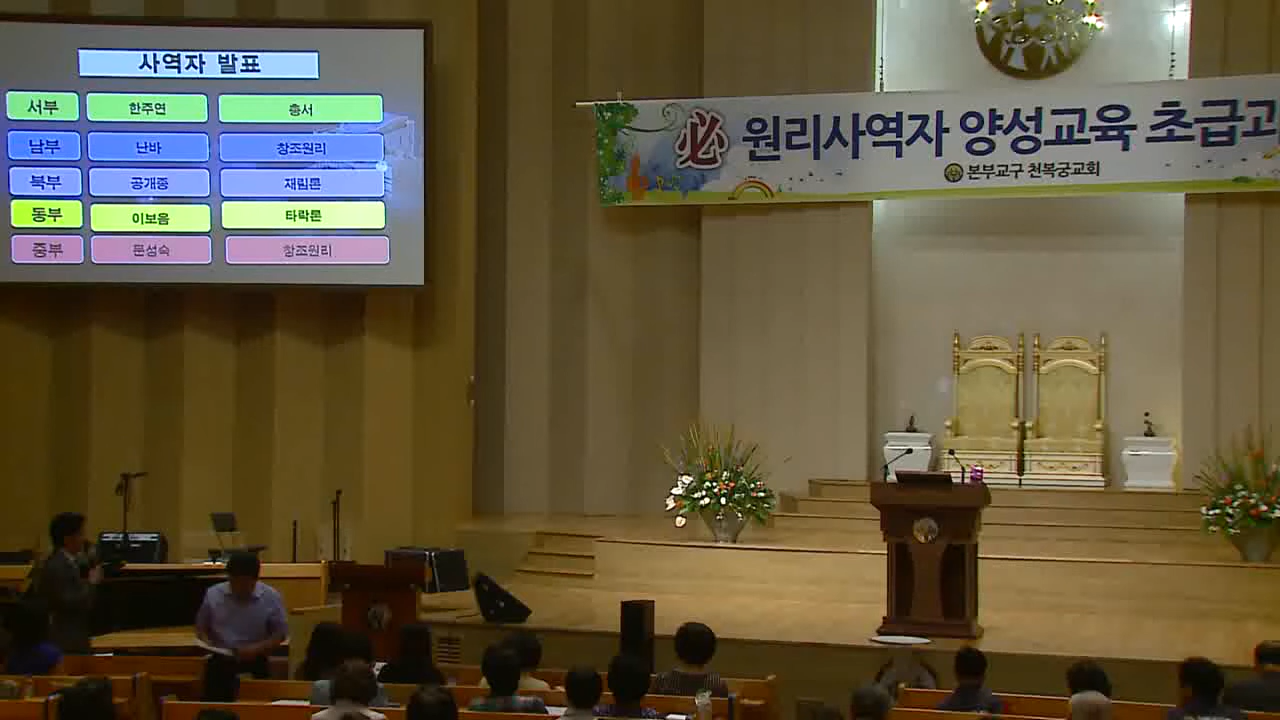 사역자 발표
서부 한주연 총서
남부 난바 창조원리
북부 공개중 재림론
동부 이보음 타락론
중부 문성숙 창조원리
必 원리사역자 양성교육 초급과
본부교구 천복궁교회